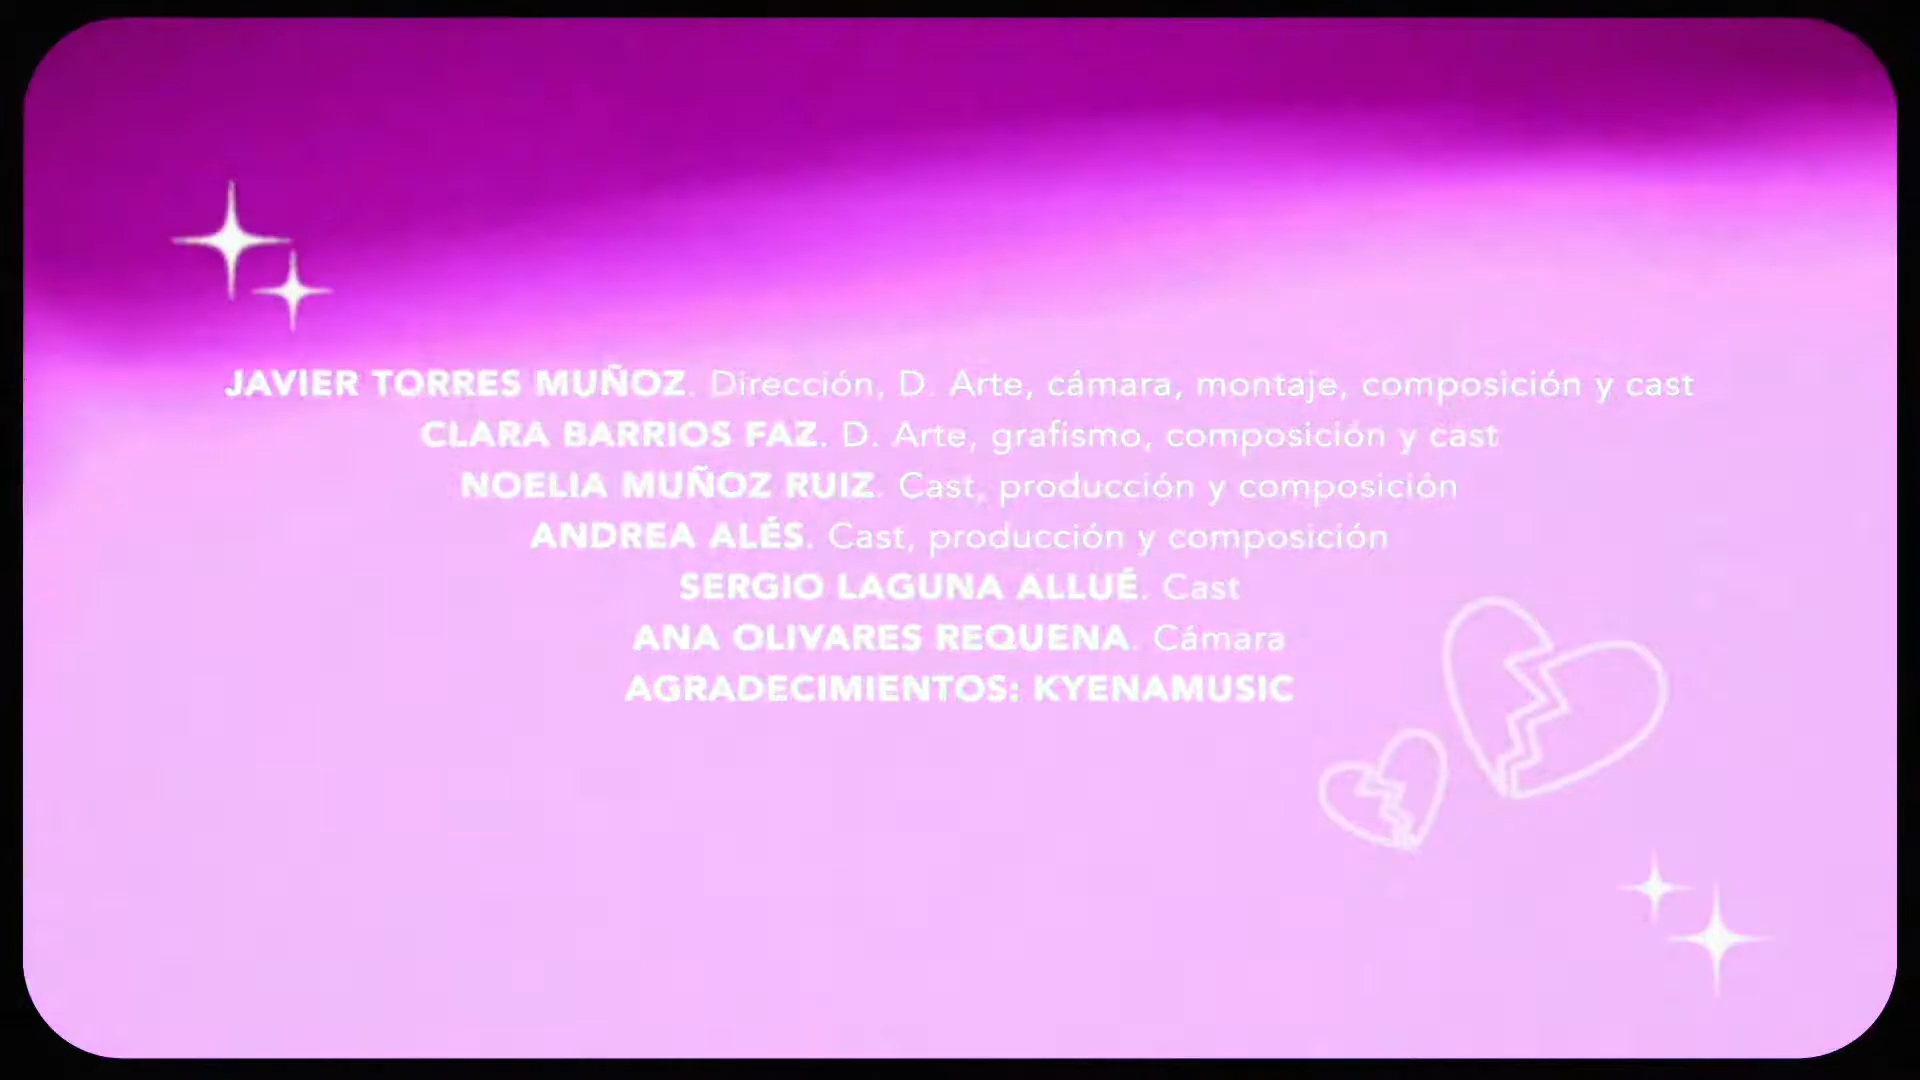 JAVIER TORRES MUÑOZ. Dirección, D. Arte, cámara, montaje, composición y cast
CLARA BARRIOS FAZ. D. Arte, grafismo, composición y cast
NOELIA MUÑOZ RUIZ. Cast, producción y composición
ANDREA ALÉS. Cast, producción y composición
SERGIO LAGUNA ALLUÉ. Cast
ANA OLIVARES REQUENA. Cámara
AGRADECIMIENTOS: KYENAMUSIC